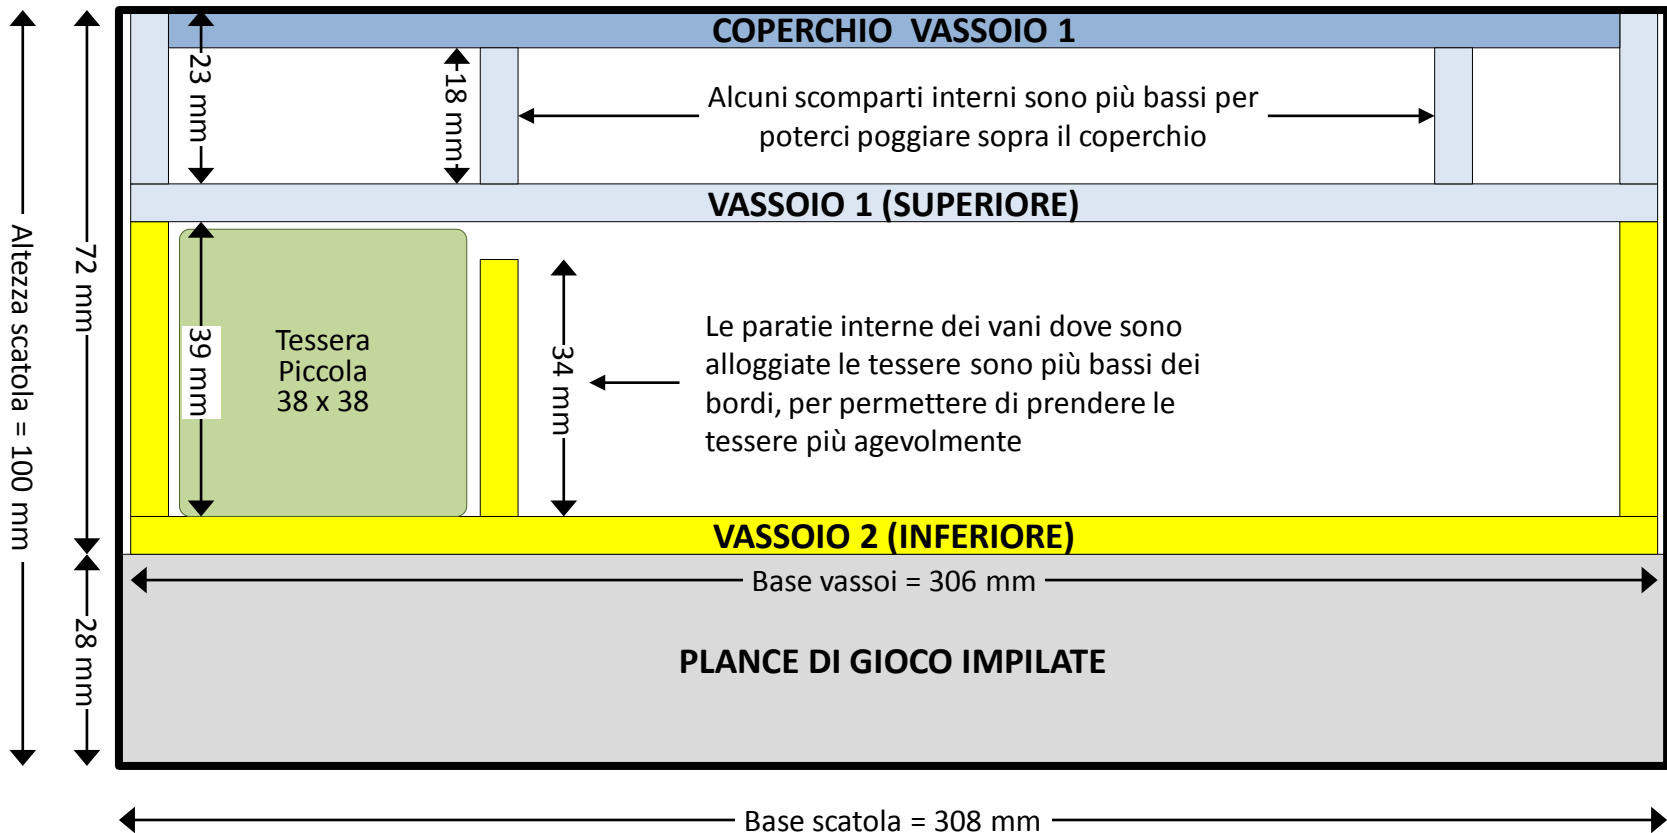 COPERCHIO  VASSOIO 1
23 mm
18 mm
Alcuni scomparti interni sono più bassi per
poterci poggiare sopra il coperchio
VASSOIO 1 (SUPERIORE)
Altezza scatola = 100 mm
72 mm
39 mm
Tessera
Piccola
38 x 38
34 mm
Le paratie interne dei vani dove sono
alloggiate le tessere sono più bassi dei
bordi, per permettere di prendere le
tessere più agevolmente
VASSOIO 2 (INFERIORE)
Base vassoi = 306 mm
28 mm
PLANCE DI GIOCO IMPILATE
Base scatola = 308 mm